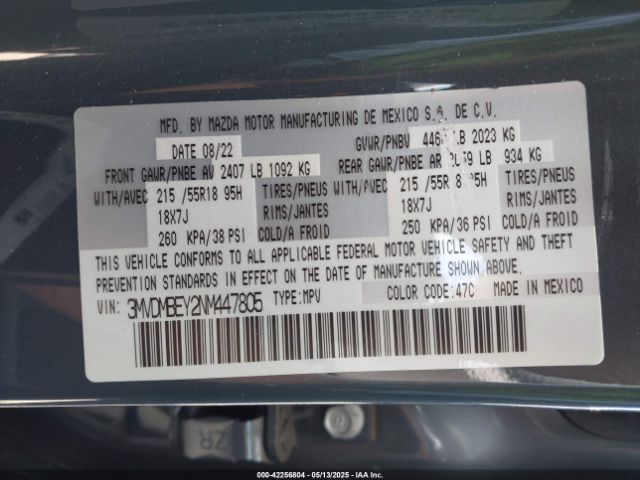 MFD. BY MAZDA MOTOR MANUFACTURING DE MEXICO S.A. DE C.V.
DATE 08/22 GVWR/PNBV LB 2023 KG
FRONT GAWR/PNBE AV 2407 LB 1092 KG REAR GAWR/PNBE AR LB 934 KG
WITH/AVEC 215 /55R18 95H TIRES/PNEUS WITH/AVEC 215 TIRES/PNEUS
18X7J RIMS/JANTES 18X7J RIMS/JANTES
260 KPA/38 PSI COLD/A FROID 250 KPA/36 PSI COLD/A FROID
THIS VEHICLE CONFORMS TO ALL APPLICABLE FEDERAL MOTOR VEHICLE SAFETY AND THEFT
PREVENTION STANDARDS IN EFFECT ON THE DATE OF MANUFACTURE SHOWN ABOVE.
VIN: 3MVDMBEY2NM447805 TYPE:MPV COLOR CODE:47C MADE IN MEXICO
ZR
000-42256804 - 05/13/2025 - IAAI.COM